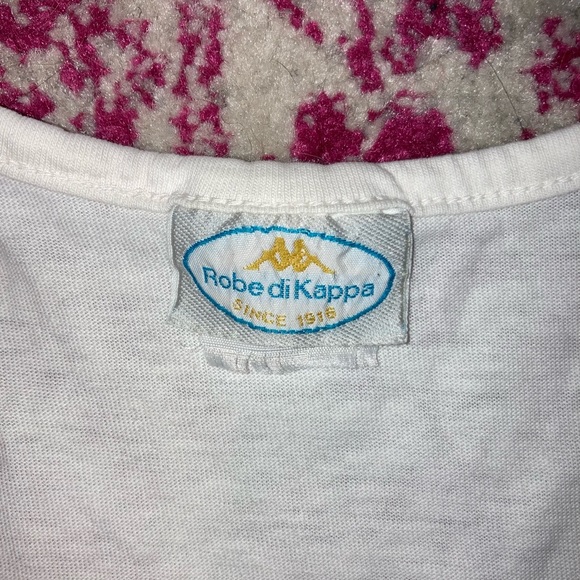 Robe di Kappa
SINCE 1916